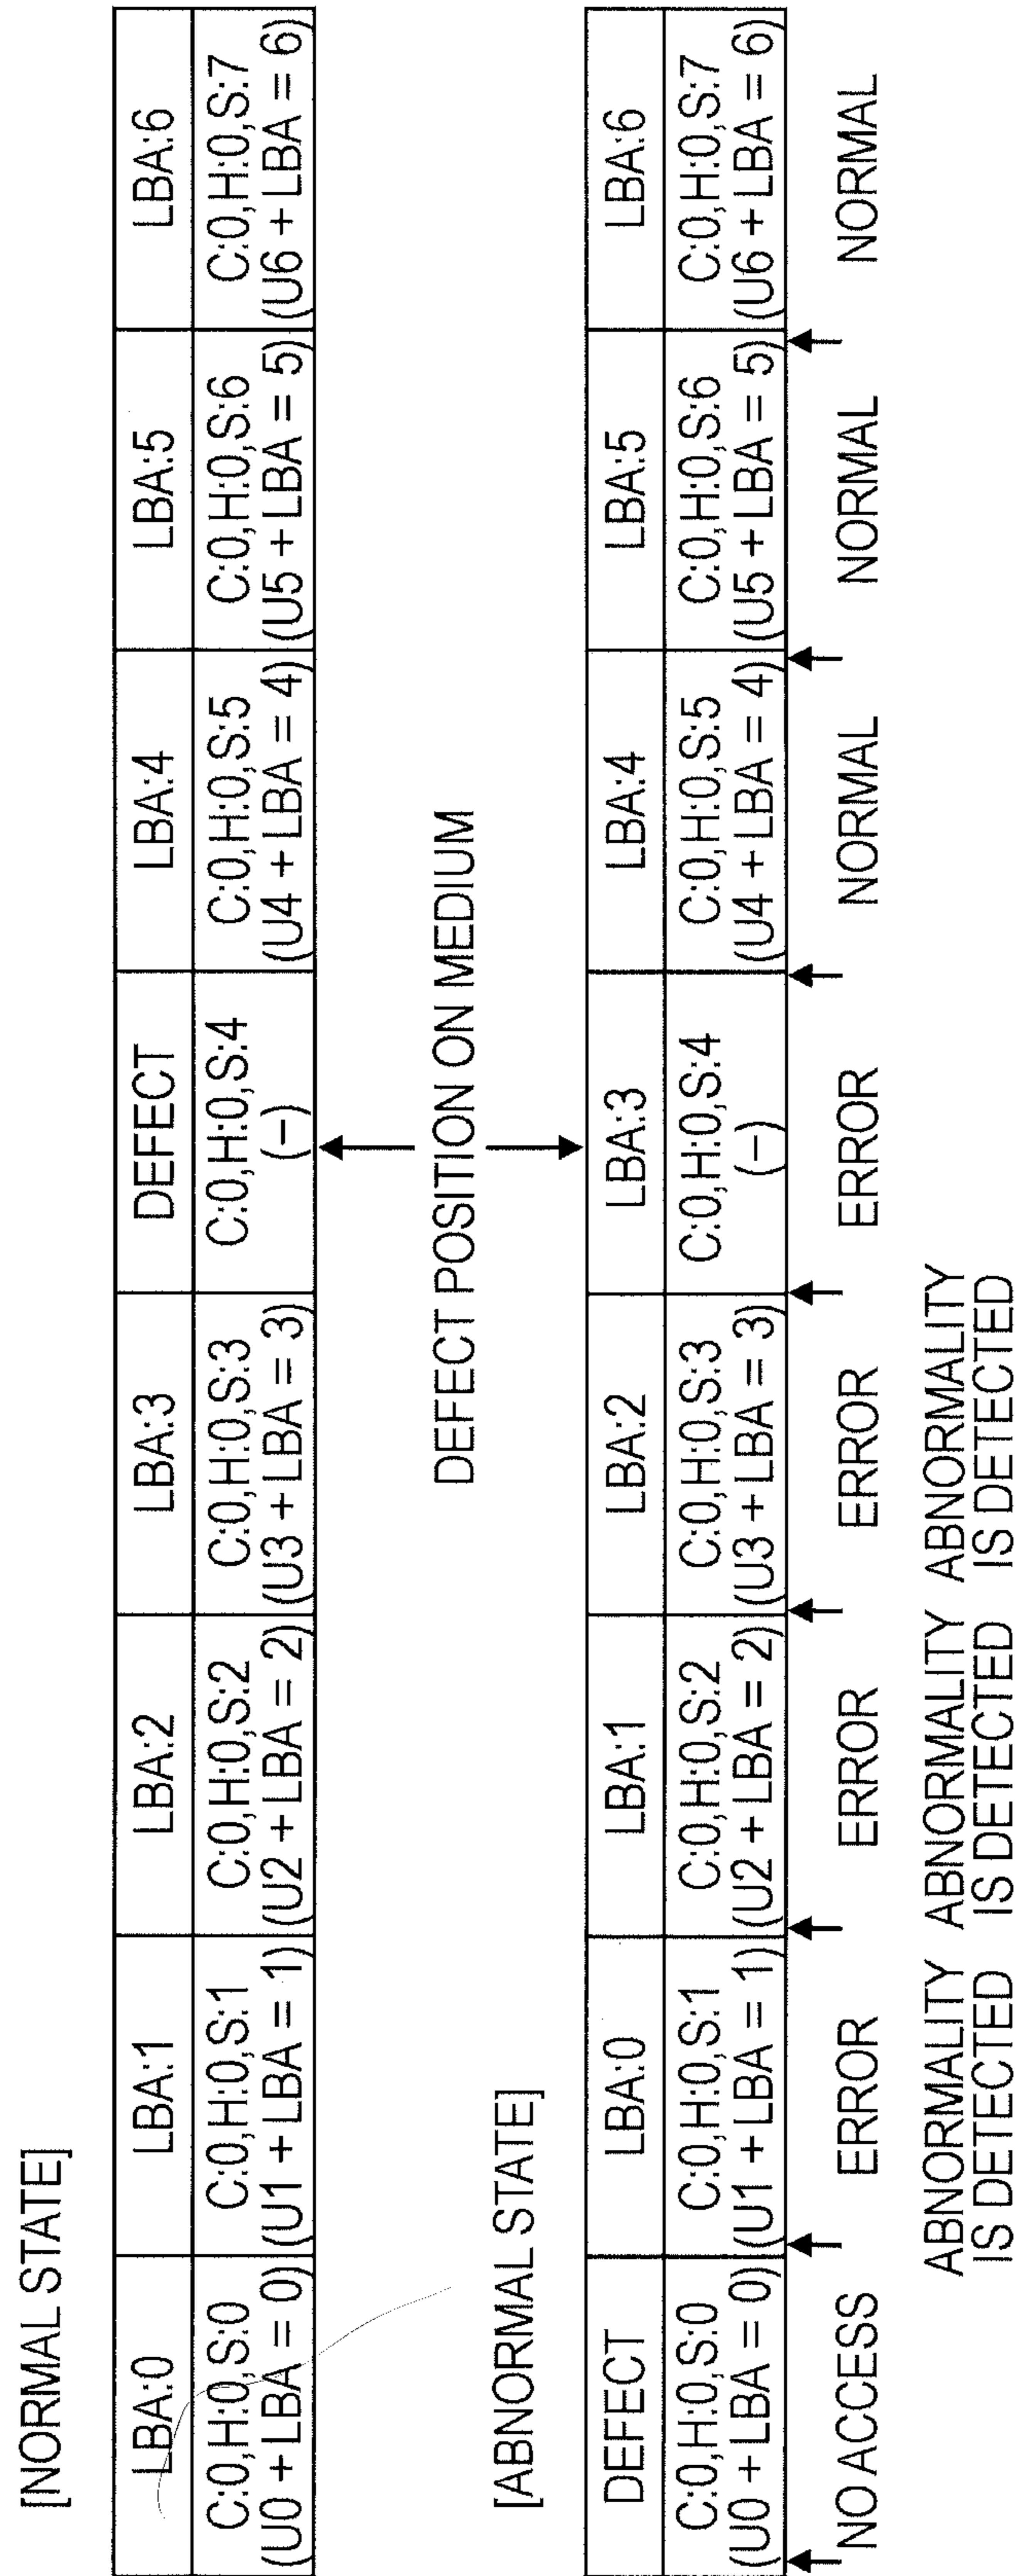 [NORMAL STATE]
LBA:0 LBA:1 LBA:2 LBA:3 DEFECT LBA:4 LBA:5 LBA:6
C:0,H:0,S:0 C:0,H:0,S:1 C:0,H:0,S:2 C:0,H:0,S:3 C:0,H:0,S:4 C:0,H:0,S:5 C:0,H:0,S:6 C:0,H:0,S:7
(U0 + LBA = 0) (U1 + LBA = 1) (U2 + LBA = 2) (U3 + LBA = 3) (–) (U4 + LBA = 4) (U5 + LBA = 5) (U6 + LBA = 6)
DEFECT POSITION ON MEDIUM
[ABNORMAL STATE]
DEFECT LBA:0 LBA:1 LBA:2 LBA:3 LBA:4 LBA:5 LBA:6
C:0,H:0,S:0 C:0,H:0,S:1 C:0,H:0,S:2 C:0,H:0,S:3 C:0,H:0,S:4 C:0,H:0,S:5 C:0,H:0,S:6 C:0,H:0,S:7
(U0 + LBA = 0) (U1 + LBA = 1) (U2 + LBA = 2) (U3 + LBA = 3) (–) (U4 + LBA = 4) (U5 + LBA = 5) (U6 + LBA = 6)
NO ACCESS ERROR ERROR ERROR ERROR NORMAL NORMAL NORMAL
ABNORMALITY ABNORMALITY ABNORMALITY
IS DETECTED IS DETECTED IS DETECTED